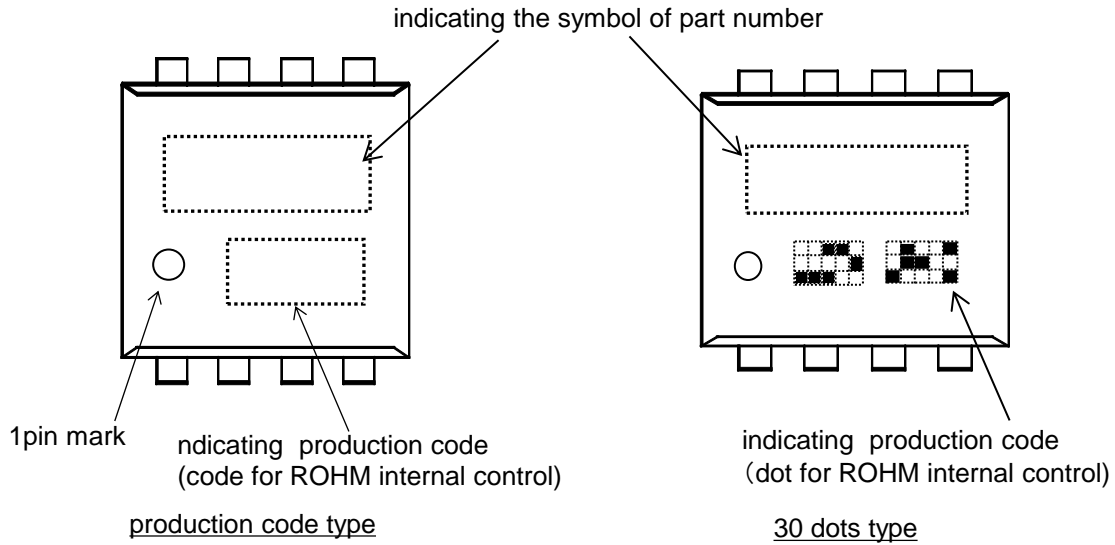 indicating the symbol of part number
1pin mark
ndicating production code
(code for ROHM internal control)
production code type
indicating production code
（dot for ROHM internal control)
30 dots type